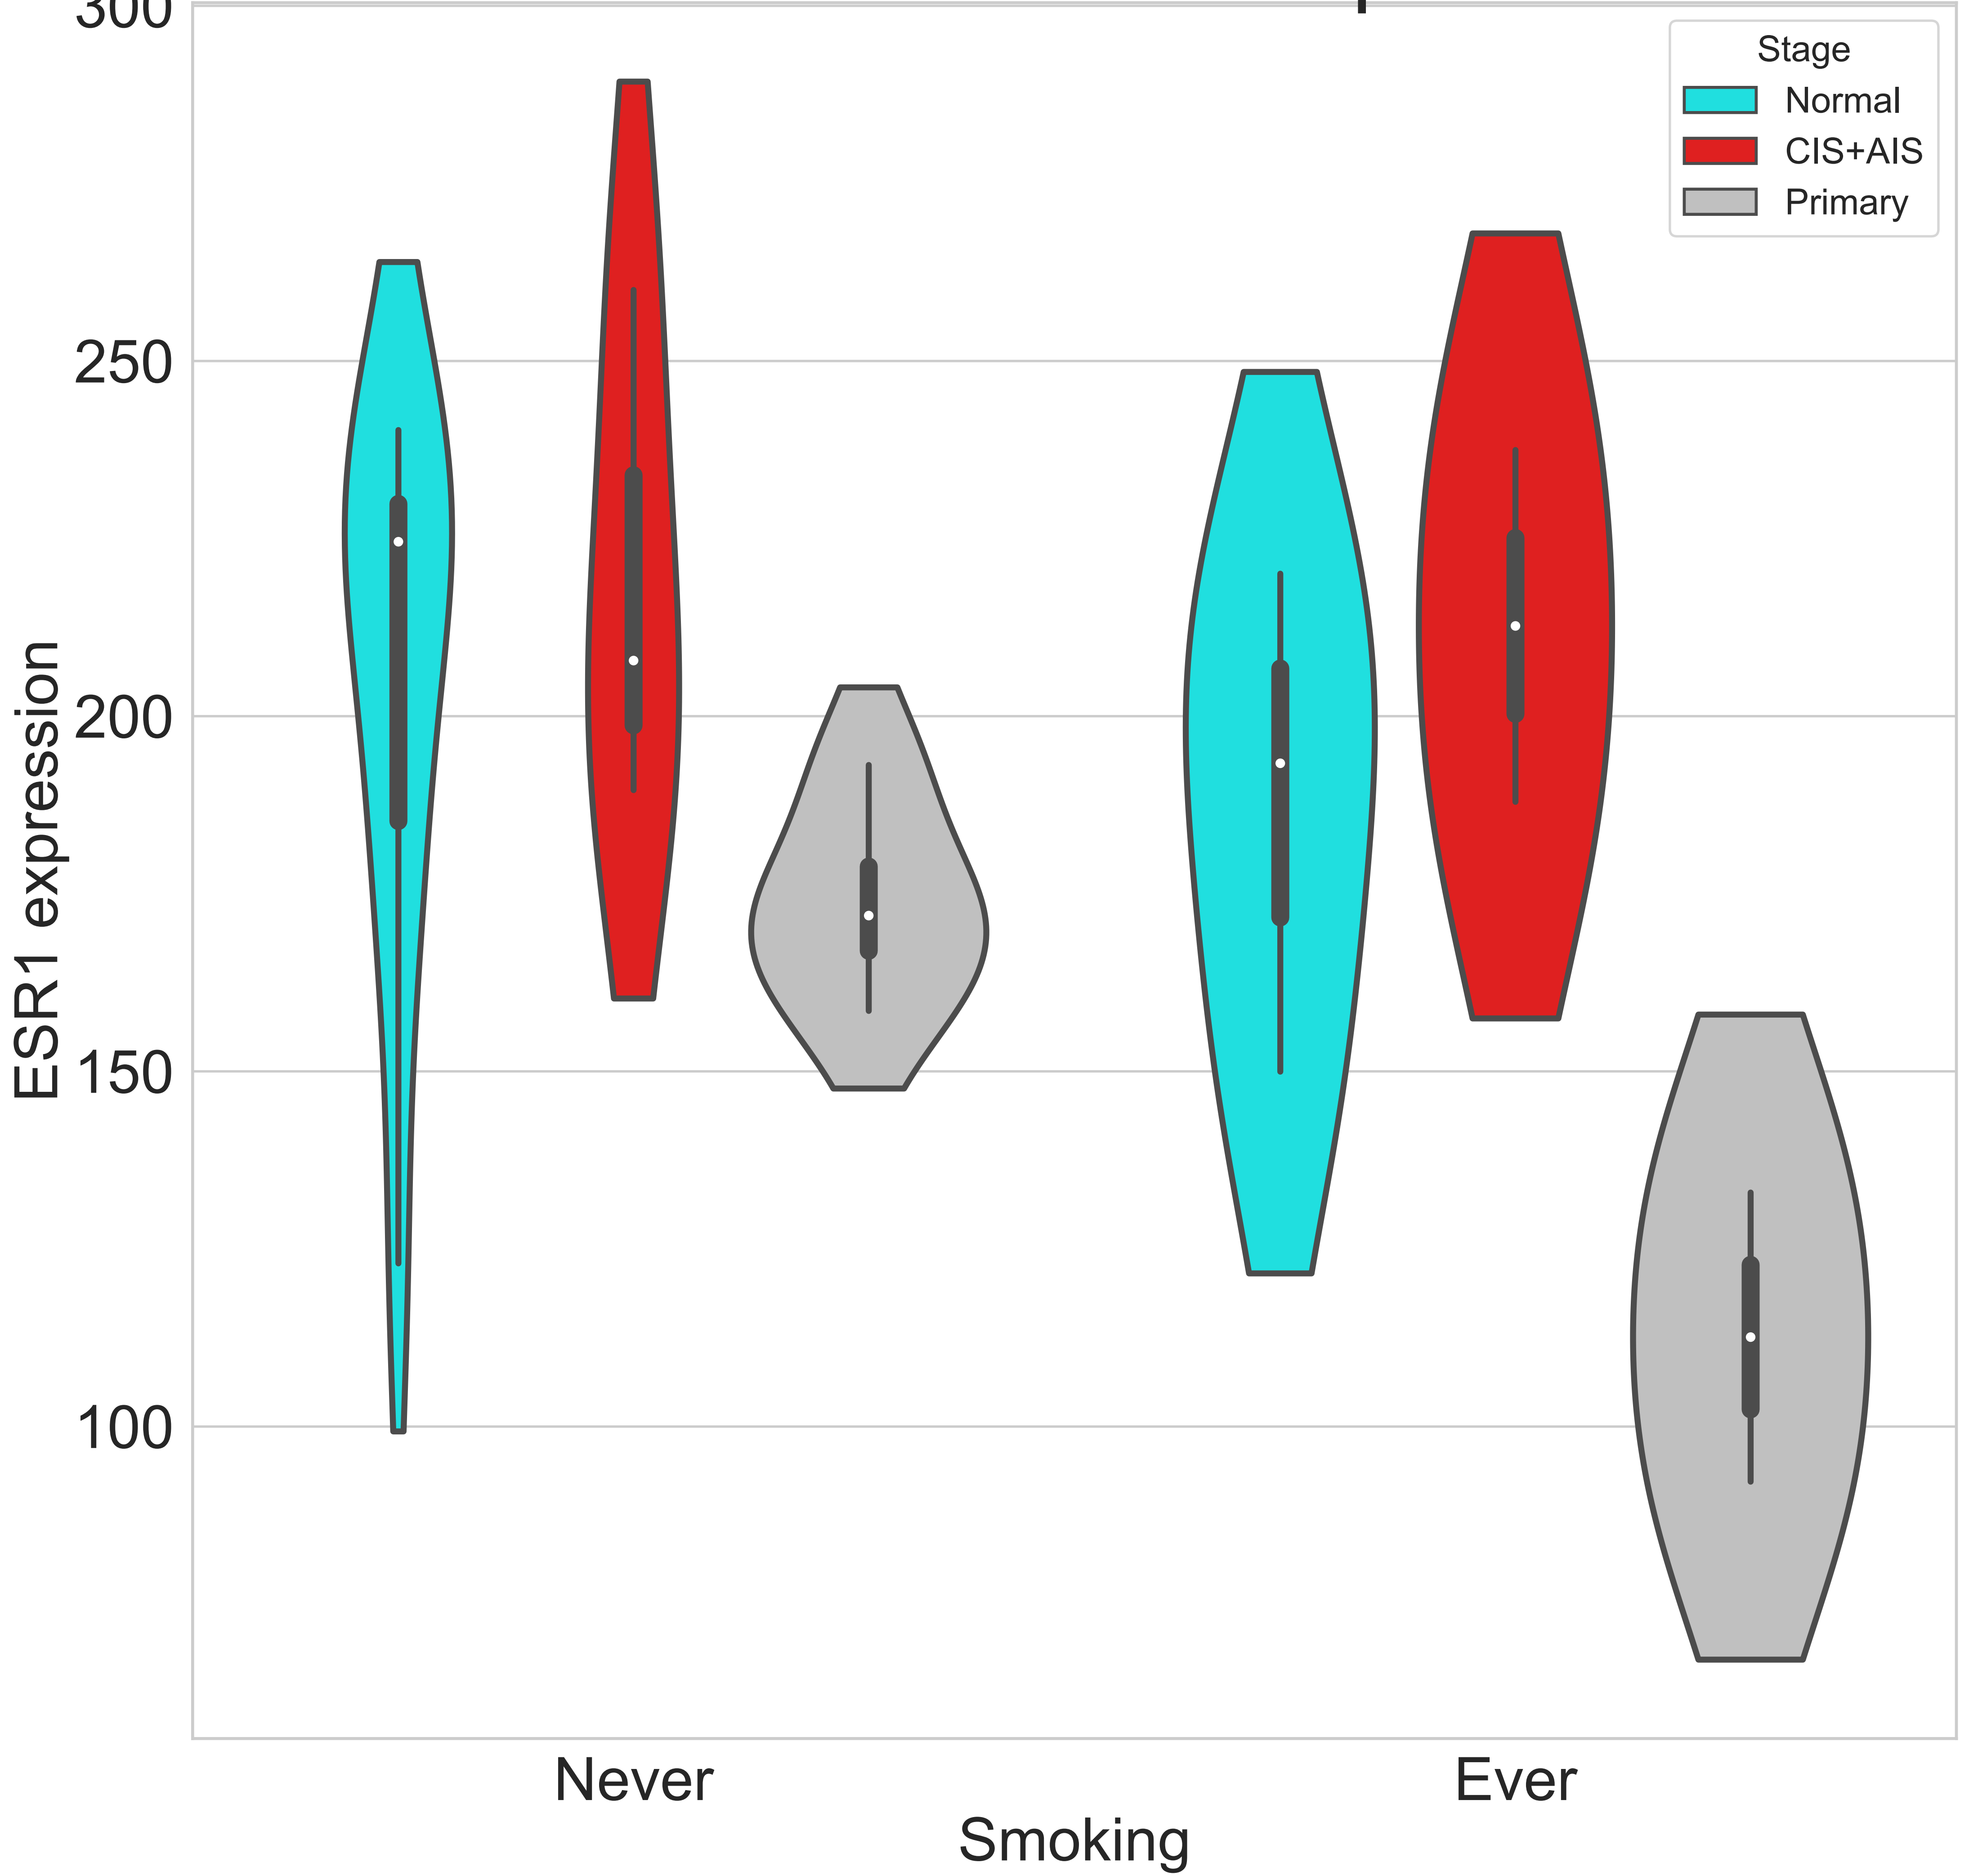 300
Stage
Normal
CIS+AIS
Primary
250
200
150
100
ESR1 expression
Never
Ever
Smoking